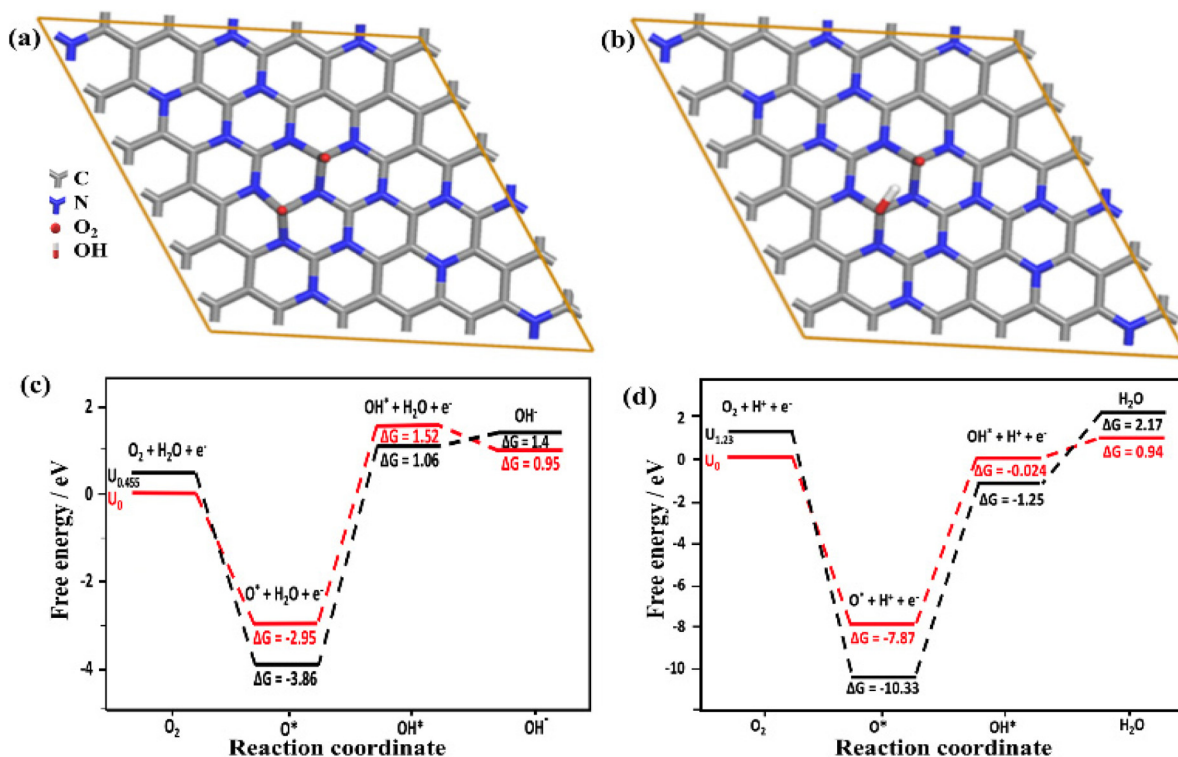 (a)
C
N
O₂
OH
(b)
(c)
Free energy / eV
2
0
-2
-4
O₂ + H₂O + e⁻
U₀.₄₅₅
U₀
O* + H₂O + e⁻
ΔG = -2.95
ΔG = -3.86
OH* + H₂O + e⁻
ΔG = 1.52
ΔG = 1.06
OH⁻
ΔG = 1.4
ΔG = 0.95
O₂ O* OH* OH⁻
Reaction coordinate
(d)
Free energy / eV
2
0
-2
-4
-6
-8
-10
O₂ + H⁺ + e⁻
U₁.₂₃
U₀
O* + H⁺ + e⁻
ΔG = -7.87
ΔG = -10.33
OH* + H⁺ + e⁻
ΔG = -0.024
ΔG = -1.25
H₂O
ΔG = 2.17
ΔG = 0.94
O₂ O* OH* H₂O
Reaction coordinate